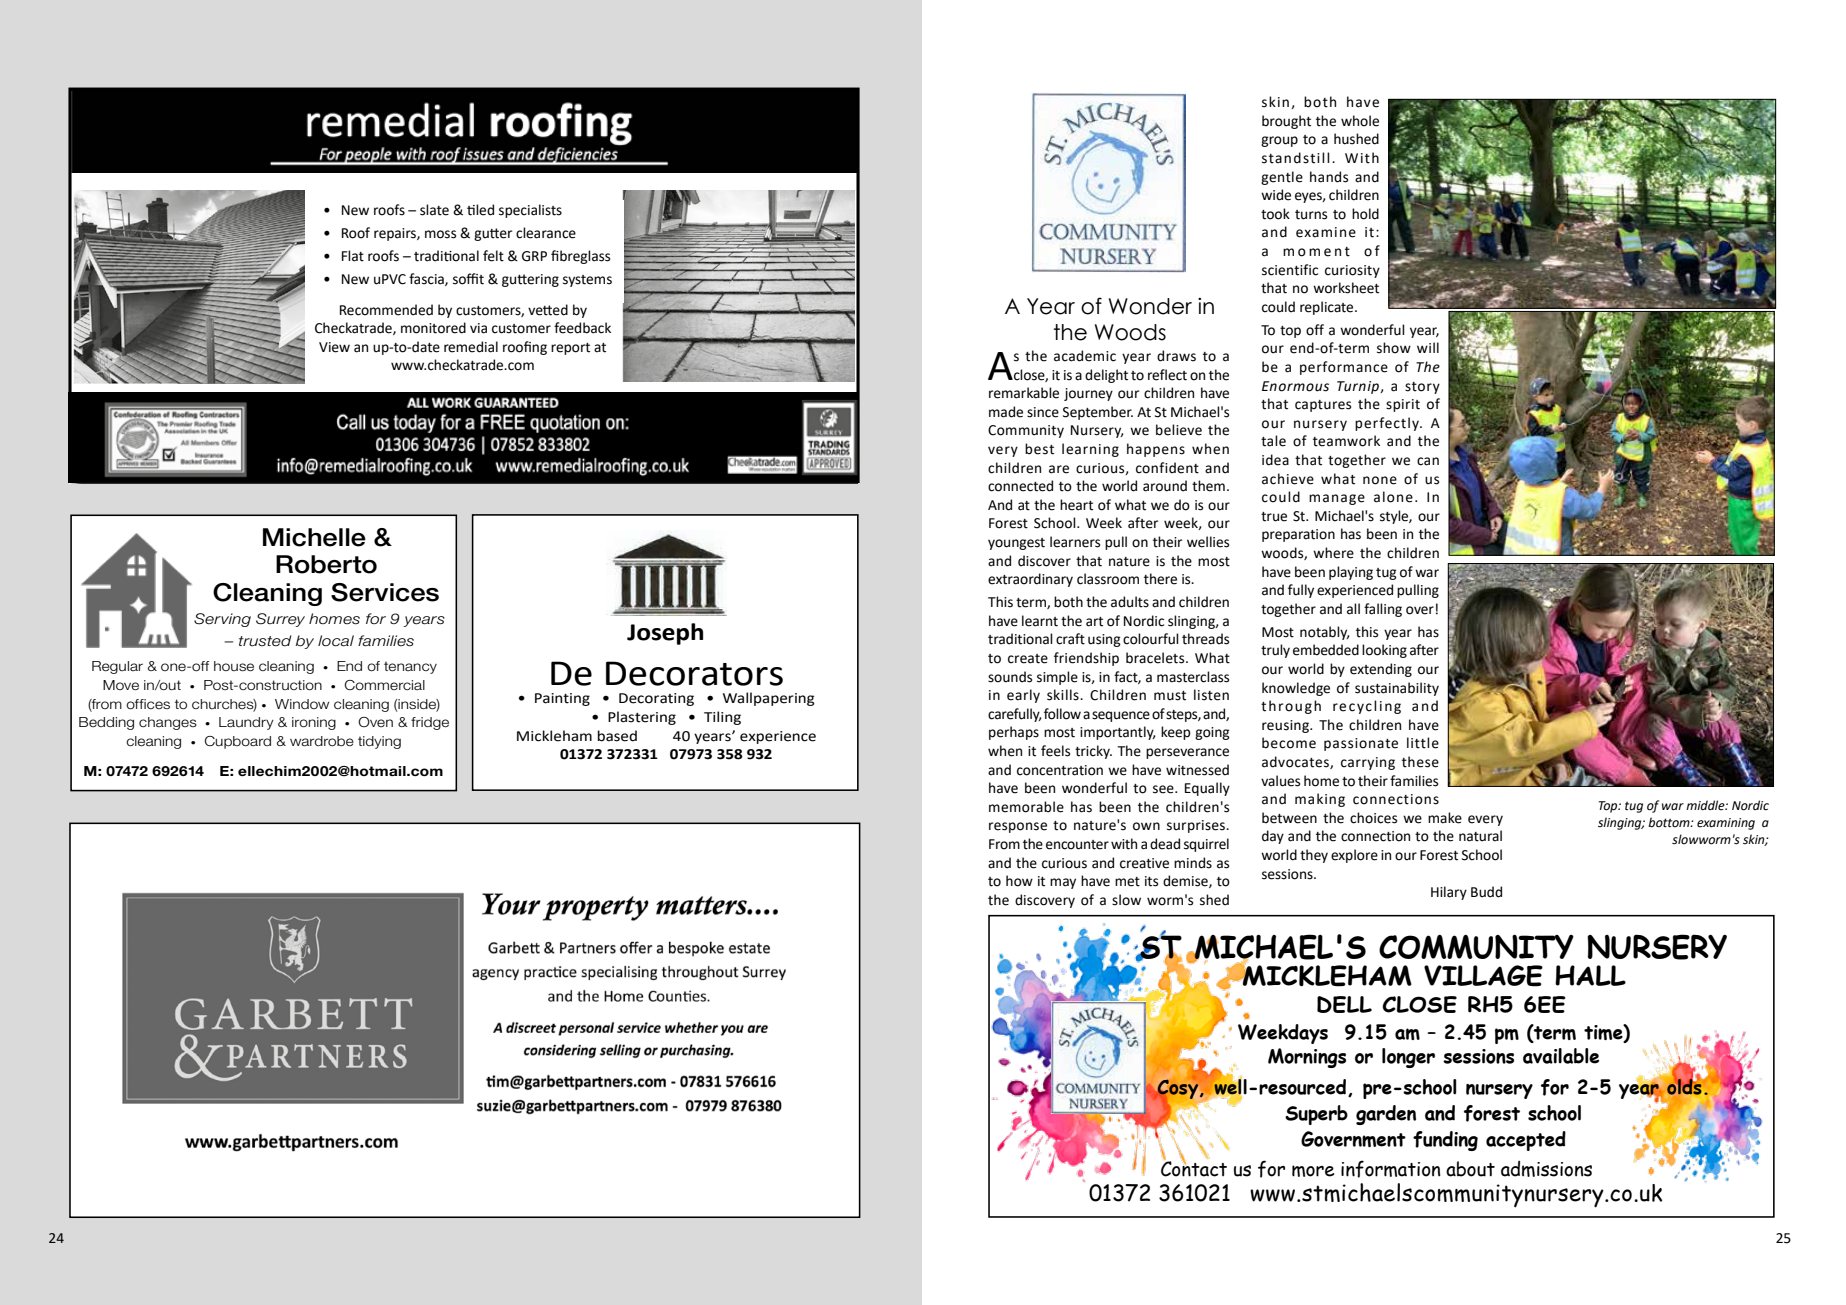 remedial roofing
For people with roof issues and deficiencies
• New roofs – slate & tiled specialists
• Roof repairs, moss & gutter clearance
• Flat roofs – traditional felt & GRP fibreglass
• New uPVC fascia, soffit & guttering systems
Recommended by customers, vetted by
Checkatrade, monitored via customer feedback
View an up-to-date remedial roofing report at
www.checkatrade.com
Confederation of Roofing Contractors
The Premier Roofing Trade
Association in the UK
All Members Offer
Insurance
Backed Guarantees
APPROVED MEMBER
ALL WORK GUARANTEED
Call us today for a FREE quotation on:
01306 304736 | 07852 833802
info@remedialroofing.co.uk www.remedialroofing.co.uk
Checkatrade.com
SURREY
TRADING
STANDARDS
APPROVED
Michelle &
Roberto
Cleaning Services
Serving Surrey homes for 9 years
– trusted by local families
Regular & one-off house cleaning • End of tenancy
Move in/out • Post-construction • Commercial
(from offices to churches) • Window cleaning (inside)
Bedding changes • Laundry & ironing • Oven & fridge
cleaning • Cupboard & wardrobe tidying
M: 07472 692614 E: ellechim2002@hotmail.com
Joseph
De Decorators
• Painting • Decorating • Wallpapering
• Plastering • Tiling
Mickleham based 40 years’ experience
01372 372331 07973 358 932
GARBETT
&PARTNERS
www.garbettpartners.com
Your property matters....
Garbett & Partners offer a bespoke estate
agency practice specialising throughout Surrey
and the Home Counties.
A discreet personal service whether you are
considering selling or purchasing.
tim@garbettpartners.com - 07831 576616
suzie@garbettpartners.com - 07979 876380
24
ST. MICHAEL'S
COMMUNITY
NURSERY
A Year of Wonder in
the Woods
As the academic year draws to a
close, it is a delight to reflect on the
remarkable journey our children have
made since September. At St Michael's
Community Nursery, we believe the
very best learning happens when
children are curious, confident and
connected to the world around them.
And at the heart of what we do is our
Forest School. Week after week, our
youngest learners pull on their wellies
and discover that nature is the most
extraordinary classroom there is.
This term, both the adults and children
have learnt the art of Nordic slinging, a
traditional craft using colourful threads
to create friendship bracelets. What
sounds simple is, in fact, a masterclass
in early skills. Children must listen
carefully, follow a sequence of steps, and,
perhaps most importantly, keep going
when it feels tricky. The perseverance
and concentration we have witnessed
have been wonderful to see. Equally
memorable has been the children's
response to nature's own surprises.
From the encounter with a dead squirrel
and the curious and creative minds as
to how it may have met its demise, to
the discovery of a slow worm's shed
skin, both have
brought the whole
group to a hushed
standstill. With
gentle hands and
wide eyes, children
took turns to hold
and examine it:
a moment of
scientific curiosity
that no worksheet
could replicate.
To top off a wonderful year,
our end-of-term show will
be a performance of The
Enormous Turnip, a story
that captures the spirit of
our nursery perfectly. A
tale of teamwork and the
idea that together we can
achieve what none of us
could manage alone. In
true St. Michael's style, our
preparation has been in the
woods, where the children
have been playing tug of war
and fully experienced pulling
together and all falling over!
Most notably, this year has
truly embedded looking after
our world by extending our
knowledge of sustainability
through recycling and
reusing. The children have
become passionate little
advocates, carrying these
values home to their families
and making connections
between the choices we make every
day and the connection to the natural
world they explore in our Forest School
sessions.
Hilary Budd
Top: tug of war middle: Nordic
slinging; bottom: examining a
slowworm's skin;
ST MICHAEL'S COMMUNITY NURSERY
MICKLEHAM VILLAGE HALL
DELL CLOSE RH5 6EE
Weekdays 9.15 am – 2.45 pm (term time)
Mornings or longer sessions available
ST. MICHAEL'S
COMMUNITY
NURSERY
Cosy, well-resourced, pre-school nursery for 2-5 year olds.
Superb garden and forest school
Government funding accepted
Contact us for more information about admissions
01372 361021 www.stmichaelscommunitynursery.co.uk
25